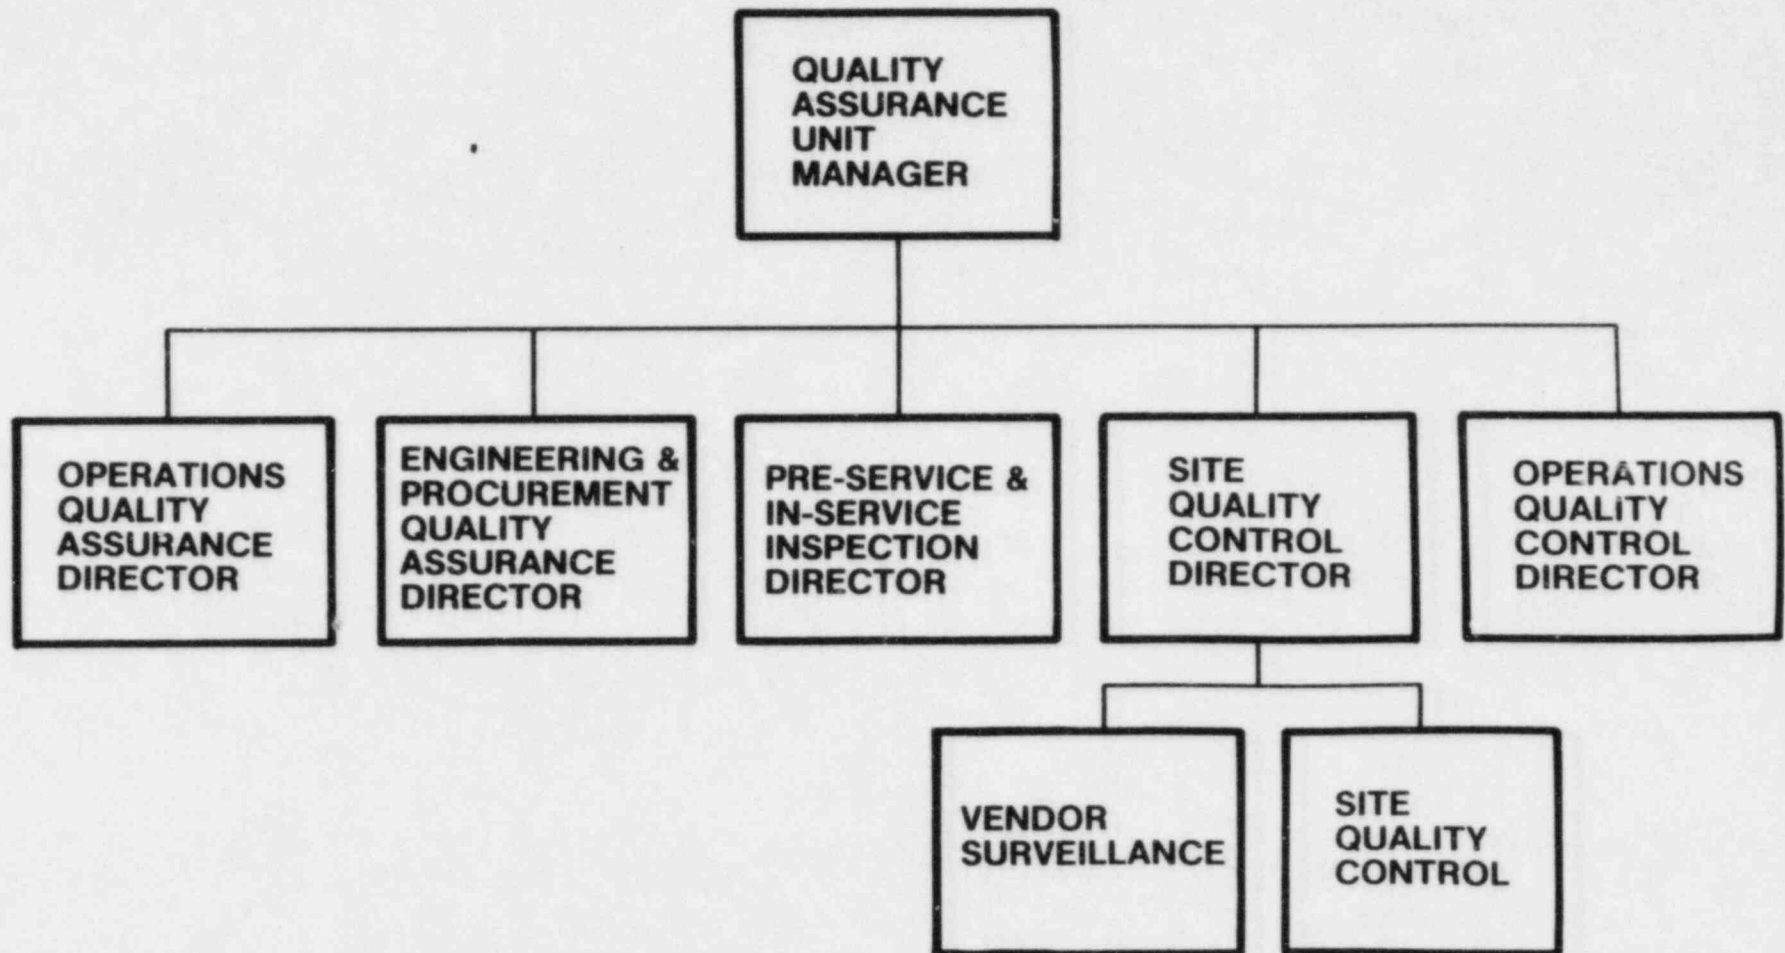 QUALITY
ASSURANCE
UNIT
MANAGER
OPERATIONS
QUALITY
ASSURANCE
DIRECTOR
ENGINEERING &
PROCUREMENT
QUALITY
ASSURANCE
DIRECTOR
PRE-SERVICE &
IN-SERVICE
INSPECTION
DIRECTOR
SITE
QUALITY
CONTROL
DIRECTOR
OPERATIONS
QUALITY
CONTROL
DIRECTOR
VENDOR
SURVEILLANCE
SITE
QUALITY
CONTROL